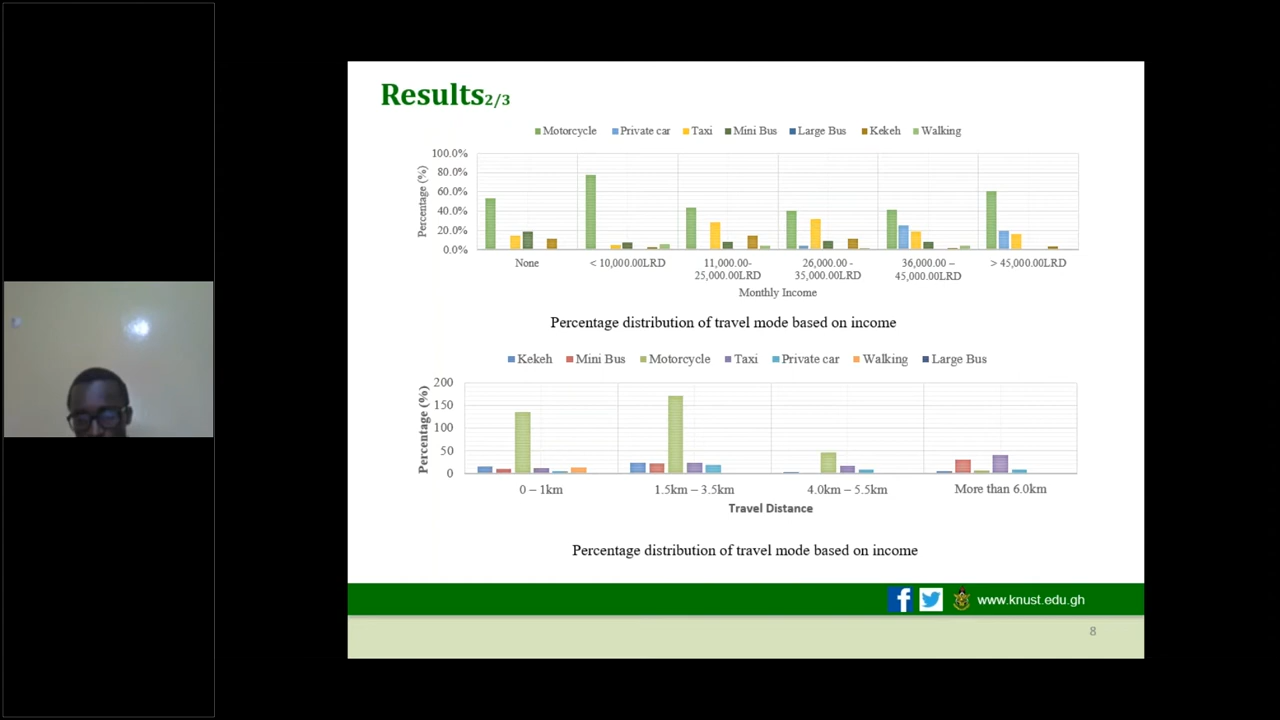 Results2/3
Motorcycle Private car Taxi Mini Bus Large Bus Kekeh Walking
100.0%
80.0%
60.0%
40.0%
20.0%
0.0%
Percentage (%)
None < 10,000.00LRD 11,000.00- 26,000.00 - 36,000.00 – > 45,000.00LRD
25,000.00LRD 35,000.00LRD 45,000.00LRD
Monthly Income
Percentage distribution of travel mode based on income
Kekeh Mini Bus Motorcycle Taxi Private car Walking Large Bus
200
150
100
50
0
Percentage (%)
0 – 1km 1.5km – 3.5km 4.0km – 5.5km More than 6.0km
Travel Distance
Percentage distribution of travel mode based on income
www.knust.edu.gh
8